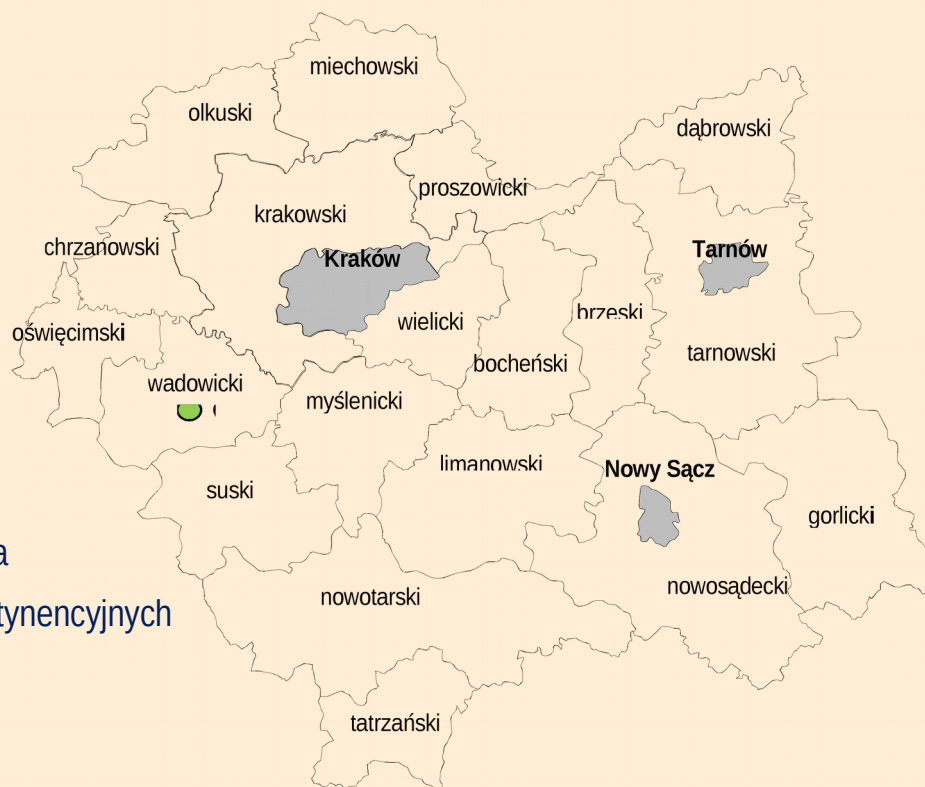 miechowski
olkuski
dąbrowski
proszowicki
krakowski
chrzanowski
Kraków
Tarnów
oświęcimski
wielicki
brzeski
tarnowski
bocheński
wadowicki
myślenicki
limanowski
Nowy Sącz
suski
gorlicki
a
tynencyjnych
nowotarski
nowosądecki
tatrzański